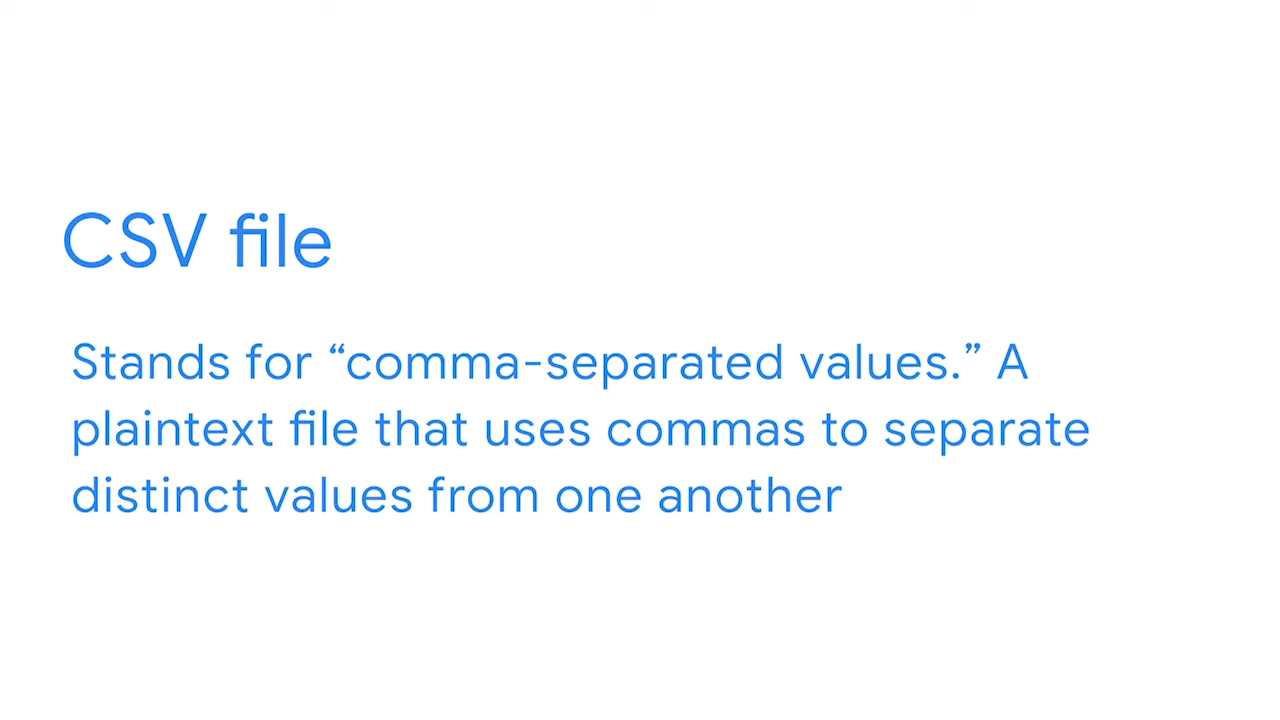 CSV file
Stands for “comma-separated values.” A
plaintext file that uses commas to separate
distinct values from one another